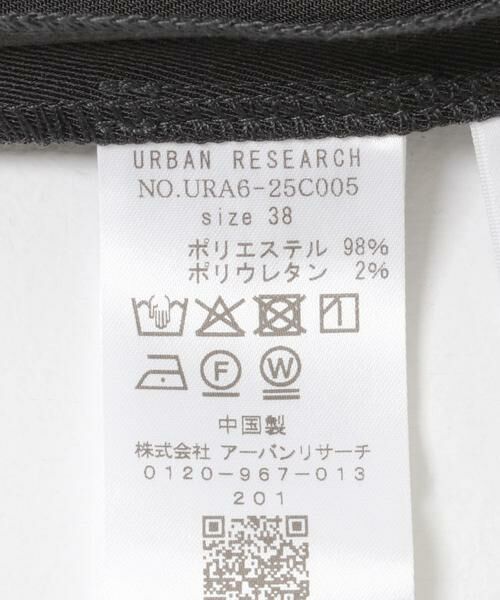 URBAN RESEARCH
NO.URA6-25C005
size 38
ポリエステル 98%
ポリウレタン 2%
F W
中国製
株式会社 アーバンリサーチ
0120-967-013
201